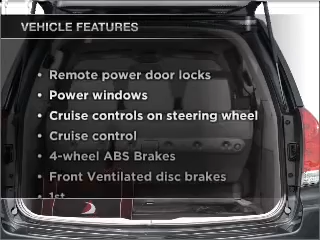 VEHICLE FEATURES
• Remote power door locks
• Power windows
• Cruise controls on steering wheel
• Cruise control
• 4-wheel ABS Brakes
• Front Ventilated disc brakes
• 1st